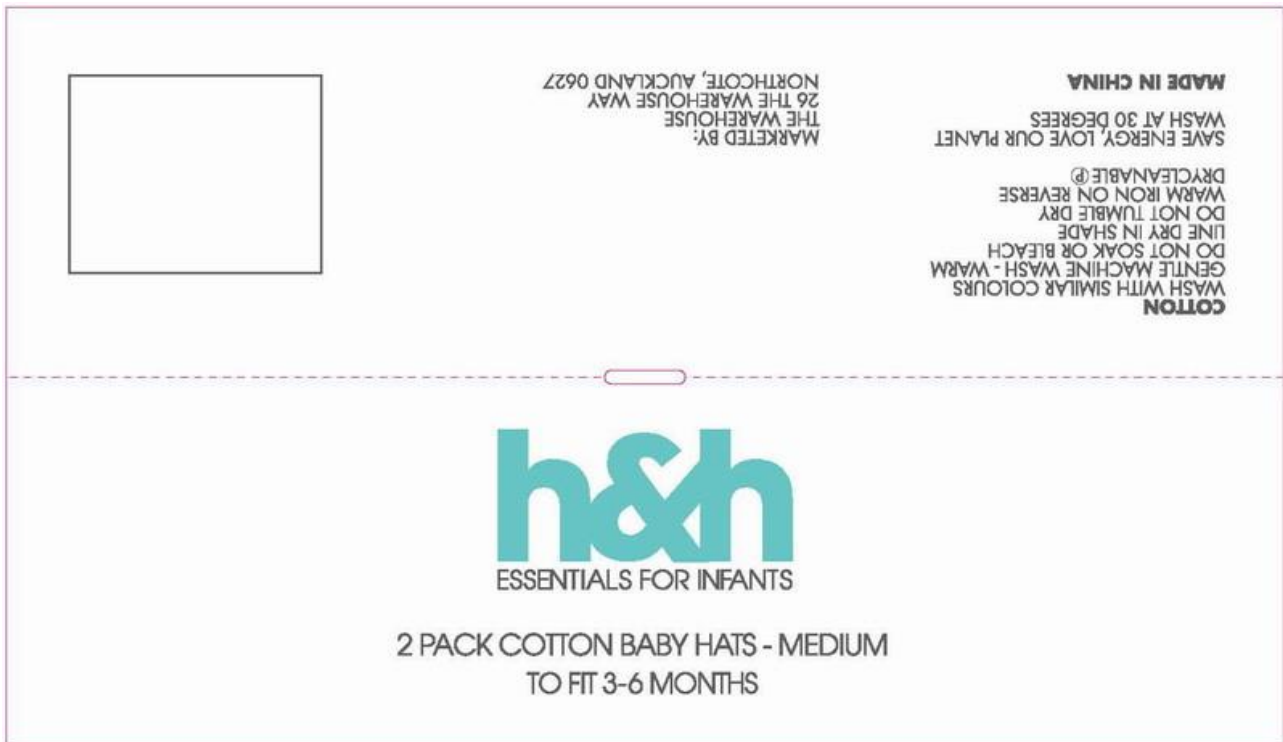 h&h
ESSENTIALS FOR INFANTS
2 PACK COTTON BABY HATS - MEDIUM
TO FIT 3-6 MONTHS
COTTON
WASH WITH SIMILAR COLOURS
GENTLE MACHINE WASH - WARM
DO NOT SOAK OR BLEACH
LINE DRY IN SHADE
DO NOT TUMBLE DRY
WARM IRON ON REVERSE
DRYCLEANABLE Ⓟ
SAVE ENERGY, LOVE OUR PLANET
WASH AT 30 DEGREES
MADE IN CHINA
MARKETED BY:
THE WAREHOUSE
26 THE WAREHOUSE WAY
NORTHCOTE, AUCKLAND 0627